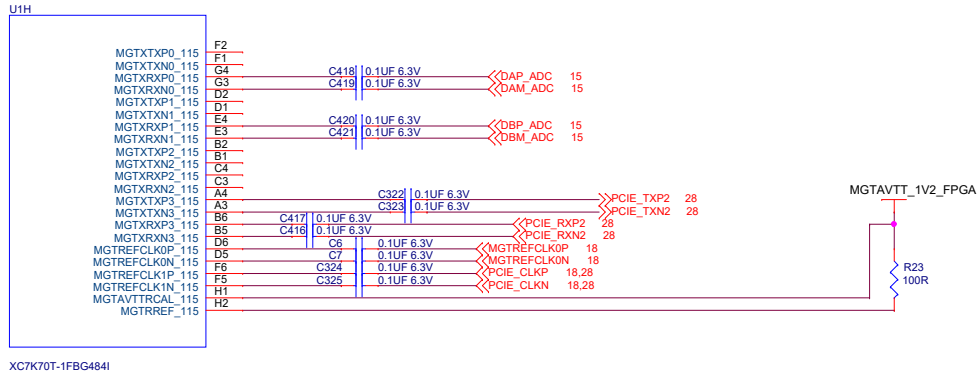 U1H
MGTXTXP0_115 F2
MGTXTXN0_115 F1
MGTXRXP0_115 G4 C418 0.1UF 6.3V DAP_ADC 15
MGTXRXN0_115 G3 C419 0.1UF 6.3V DAM_ADC 15
MGTXTXP1_115 D2
MGTXTXN1_115 D1
MGTXRXP1_115 E4 C420 0.1UF 6.3V DBP_ADC 15
MGTXRXN1_115 E3 C421 0.1UF 6.3V DBM_ADC 15
MGTXTXP2_115 B2
MGTXTXN2_115 B1
MGTXRXP2_115 C4
MGTXRXN2_115 C3
MGTXTXP3_115 A4 C322 0.1UF 6.3V PCIE_TXP2 28
MGTXTXN3_115 A3 C323 0.1UF 6.3V PCIE_TXN2 28
MGTXRXP3_115 B6 C417 0.1UF 6.3V PCIE_RXP2 28
MGTXRXN3_115 B5 C416 0.1UF 6.3V PCIE_RXN2 28
MGTREFCLK0P_115 D6 C6 0.1UF 6.3V MGTREFCLK0P 18
MGTREFCLK0N_115 D5 C7 0.1UF 6.3V MGTREFCLK0N 18
MGTREFCLK1P_115 F6 C324 0.1UF 6.3V PCIE_CLKP 18,28
MGTREFCLK1N_115 F5 C325 0.1UF 6.3V PCIE_CLKN 18,28
MGTAVTTRCAL_115 H1
MGTRREF_115 H2
MGTAVTT_1V2_FPGA
R23
100R
XC7K70T-1FBG484I